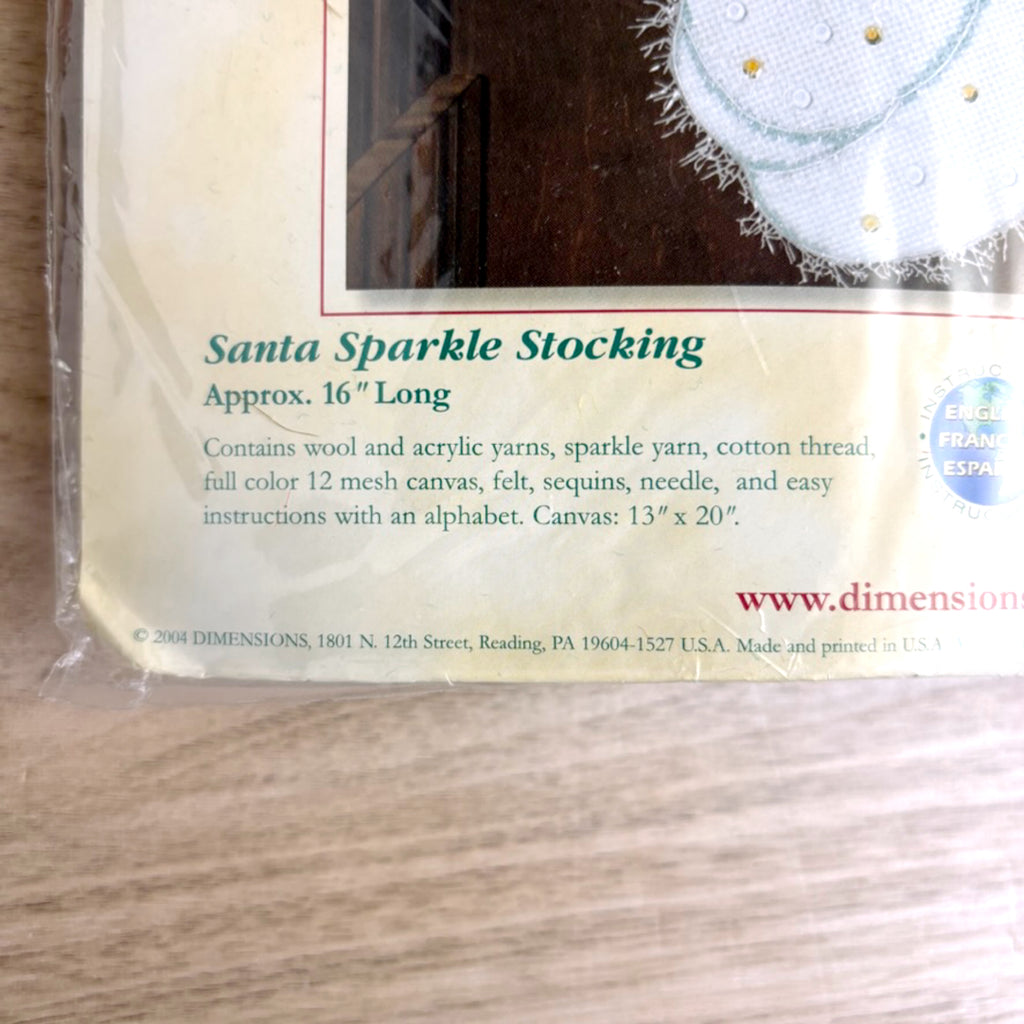 Santa Sparkle Stocking
Approx. 16" Long
Contains wool and acrylic yarns, sparkle yarn, cotton thread,
full color 12 mesh canvas, felt, sequins, needle, and easy
instructions with an alphabet. Canvas: 13" x 20".
www.dimensions
© 2004 DIMENSIONS, 1801 N. 12th Street, Reading, PA 19604-1527 U.S.A. Made and printed in U.S.A